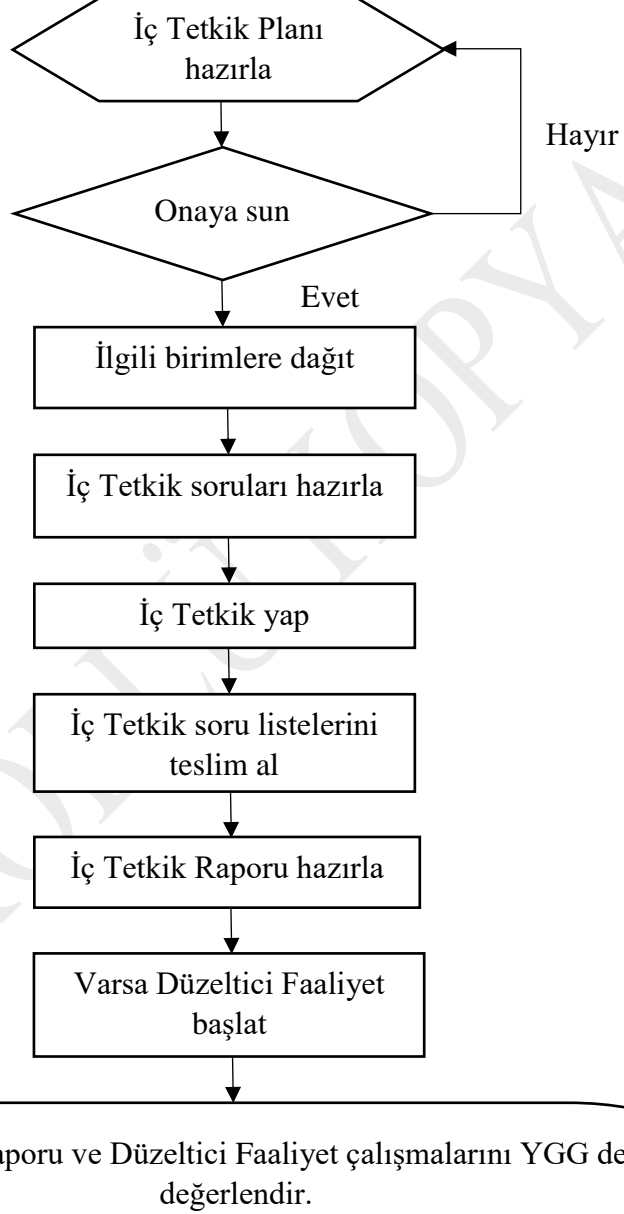 İç Tetkik Planı
hazırla
Hayır
Onaya sun
Evet
İlgili birimlere dağıt
İç Tetkik soruları hazırla
İç Tetkik yap
İç Tetkik soru listelerini
teslim al
İç Tetkik Raporu hazırla
Varsa Düzeltici Faaliyet
başlat
ve Düzeltici Faaliyet çalışmalarını YGG de
değerlendir.